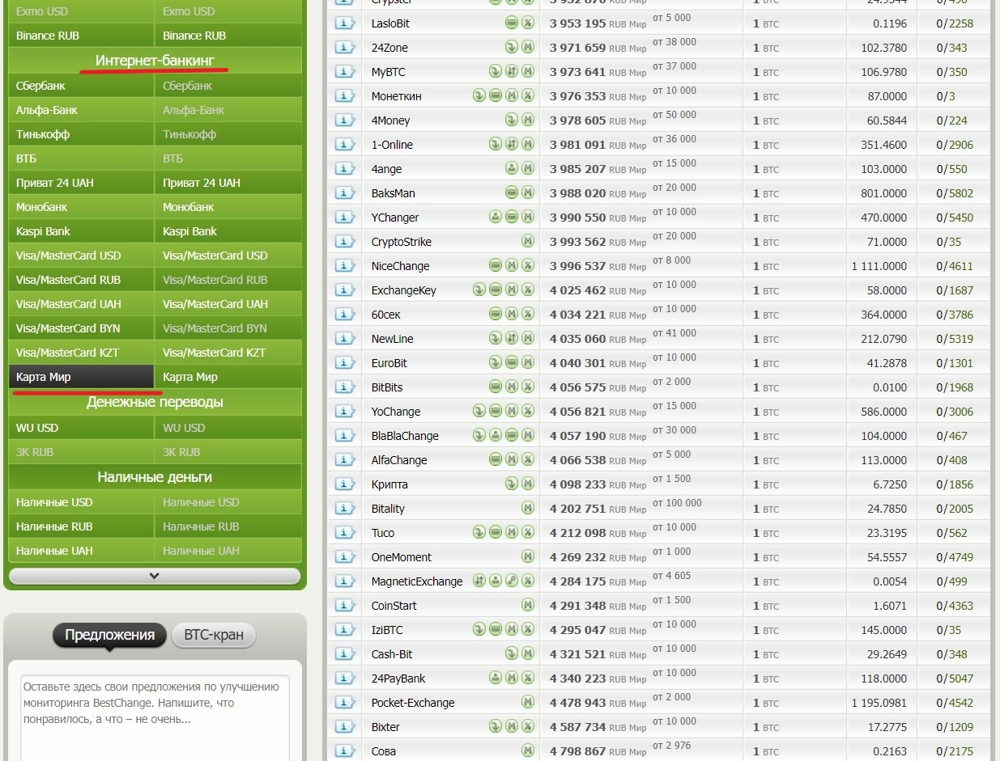 Exmo USD Exmo USD
Binance RUB Binance RUB
Интернет-банкинг
Сбербанк Сбербанк
Альфа-Банк Альфа-Банк
Тинькофф Тинькофф
ВТБ ВТБ
Приват 24 UAH Приват 24 UAH
Монобанк Монобанк
Kaspi Bank Kaspi Bank
Visa/MasterCard USD Visa/MasterCard USD
Visa/MasterCard RUB Visa/MasterCard RUB
Visa/MasterCard UAH Visa/MasterCard UAH
Visa/MasterCard BYN Visa/MasterCard BYN
Visa/MasterCard KZT Visa/MasterCard KZT
Карта Мир Карта Мир
Денежные переводы
WU USD WU USD
ЗК RUB ЗК RUB
Наличные деньги
Наличные USD Наличные USD
Наличные RUB Наличные RUB
Наличные UAH Наличные UAH
Предложения BTC-кран
Оставьте здесь свои предложения по улучшению
мониторинга BestChange. Напишите, что
понравилось, а что – не очень...
LasloBit 3 953 195 RUB Мир от 5 000 1 BTC 0.1196 0/2258
24Zone 3 971 659 RUB Мир от 38 000 1 BTC 102.3780 0/343
MyBTC 3 973 641 RUB Мир от 37 000 1 BTC 106.9780 0/350
Монеткин 3 976 353 RUB Мир от 10 000 1 BTC 87.0000 0/3
4Money 3 978 605 RUB Мир от 50 000 1 BTC 60.5844 0/224
1-Online 3 981 091 RUB Мир от 36 000 1 BTC 351.4600 0/2906
4ange 3 985 207 RUB Мир от 15 000 1 BTC 103.0000 0/550
BaksMan 3 988 020 RUB Мир от 20 000 1 BTC 801.0000 0/5802
YChanger 3 990 550 RUB Мир от 10 000 1 BTC 470.0000 0/5450
CryptoStrike 3 993 562 RUB Мир от 20 000 1 BTC 71.0000 0/35
NiceChange 3 996 537 RUB Мир от 8 000 1 BTC 1 111.0000 0/4611
ExchangeKey 4 025 462 RUB Мир от 10 000 1 BTC 58.0000 0/1687
60сек 4 034 221 RUB Мир от 10 000 1 BTC 364.0000 0/3786
NewLine 4 035 060 RUB Мир от 41 000 1 BTC 212.0790 0/5319
EuroBit 4 040 301 RUB Мир от 10 000 1 BTC 41.2878 0/1301
BitBits 4 056 575 RUB Мир от 2 000 1 BTC 0.0100 0/1968
YoChange 4 056 821 RUB Мир от 15 000 1 BTC 586.0000 0/3006
BlaBlaChange 4 057 190 RUB Мир от 30 000 1 BTC 104.0000 0/467
AlfaChange 4 066 538 RUB Мир от 5 000 1 BTC 113.0000 0/408
Крипта 4 098 233 RUB Мир от 1 500 1 BTC 6.7250 0/1856
Bitality 4 202 751 RUB Мир от 100 000 1 BTC 24.7850 0/2005
Tuco 4 212 098 RUB Мир от 10 000 1 BTC 23.3195 0/562
OneMoment 4 269 232 RUB Мир от 1 000 1 BTC 54.5557 0/4749
MagneticExchange 4 284 175 RUB Мир от 4 605 1 BTC 0.0054 0/499
CoinStart 4 291 348 RUB Мир от 1 500 1 BTC 1.6071 0/4363
IziBTC 4 295 047 RUB Мир от 10 000 1 BTC 145.0000 0/35
Cash-Bit 4 321 521 RUB Мир от 10 000 1 BTC 29.2649 0/348
24PayBank 4 340 223 RUB Мир от 10 000 1 BTC 118.0000 0/5047
Pocket-Exchange 4 478 943 RUB Мир от 2 000 1 BTC 1 195.0981 0/4542
Bixter 4 587 734 RUB Мир от 10 000 1 BTC 17.2775 0/1209
Сова 4 798 867 RUB Мир от 2 976 1 BTC 0.2163 0/2175